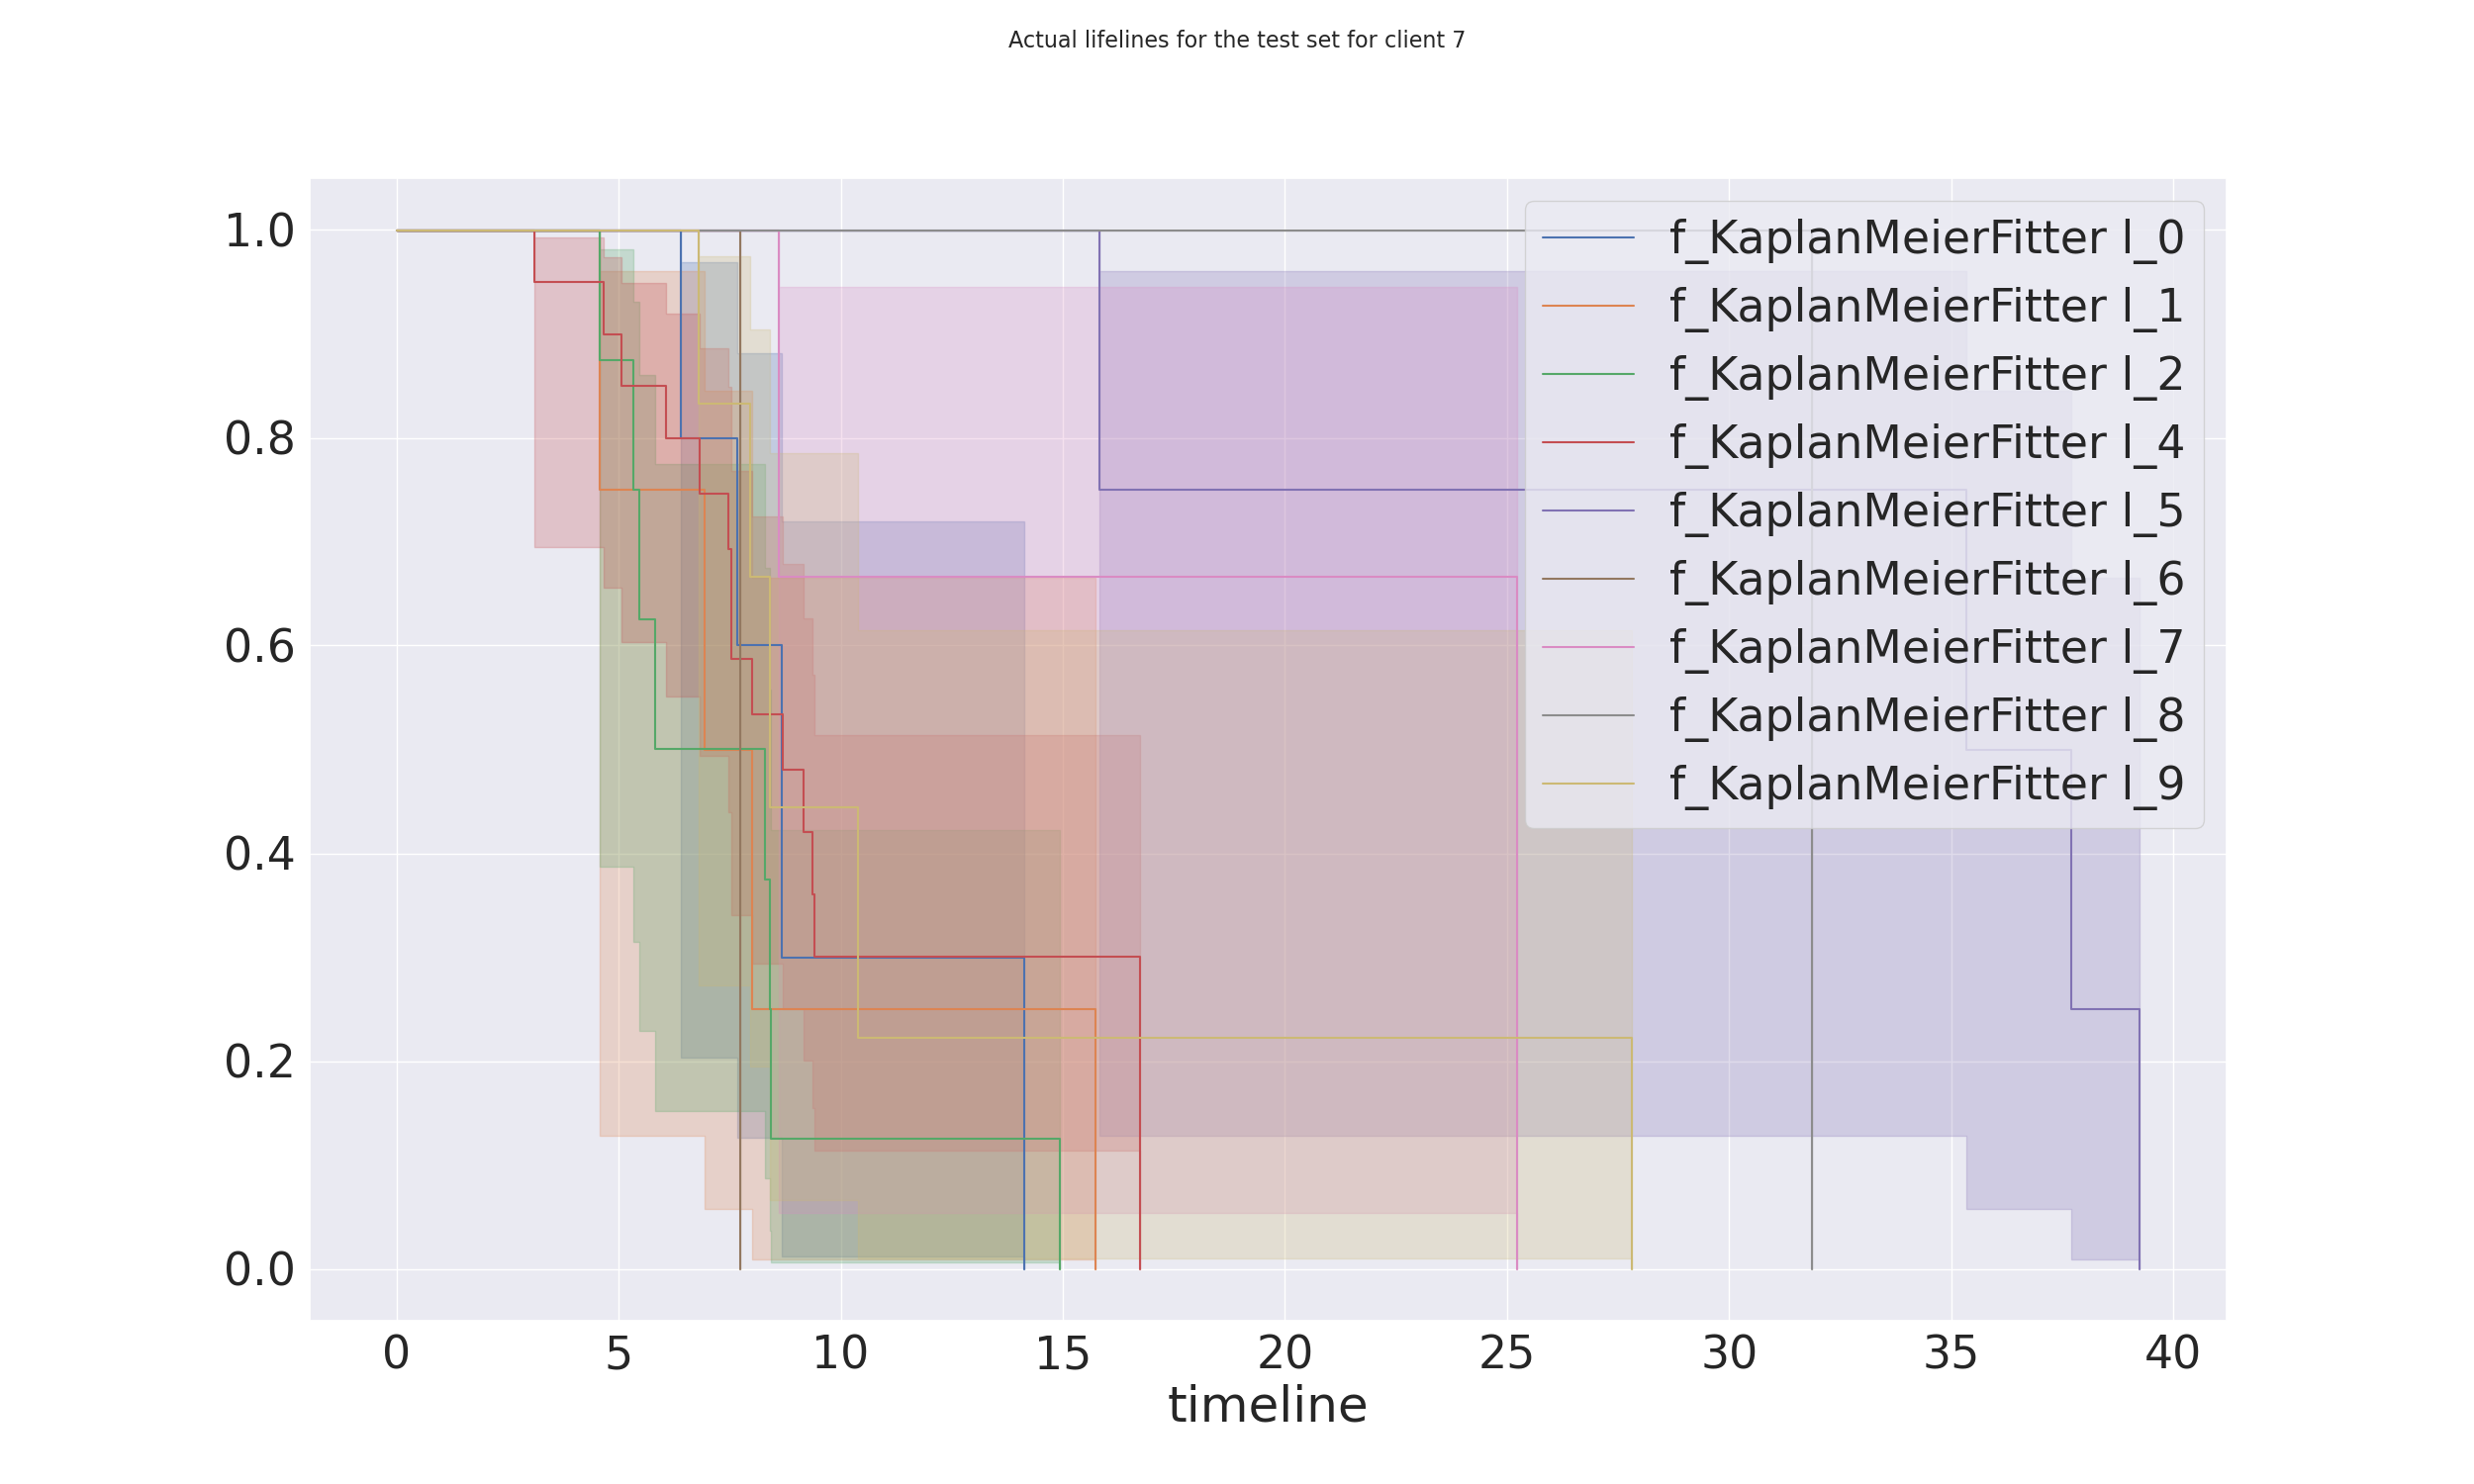 Actual lifelines for the test set for client 7
1.0
0.8
0.6
0.4
0.2
0.0
f_KaplanMeierFitter l_0
f_KaplanMeierFitter l_1
f_KaplanMeierFitter l_2
f_KaplanMeierFitter l_4
f_KaplanMeierFitter l_5
f_KaplanMeierFitter l_6
f_KaplanMeierFitter l_7
f_KaplanMeierFitter l_8
f_KaplanMeierFitter l_9
0 5 10 15 20 25 30 35 40
timeline